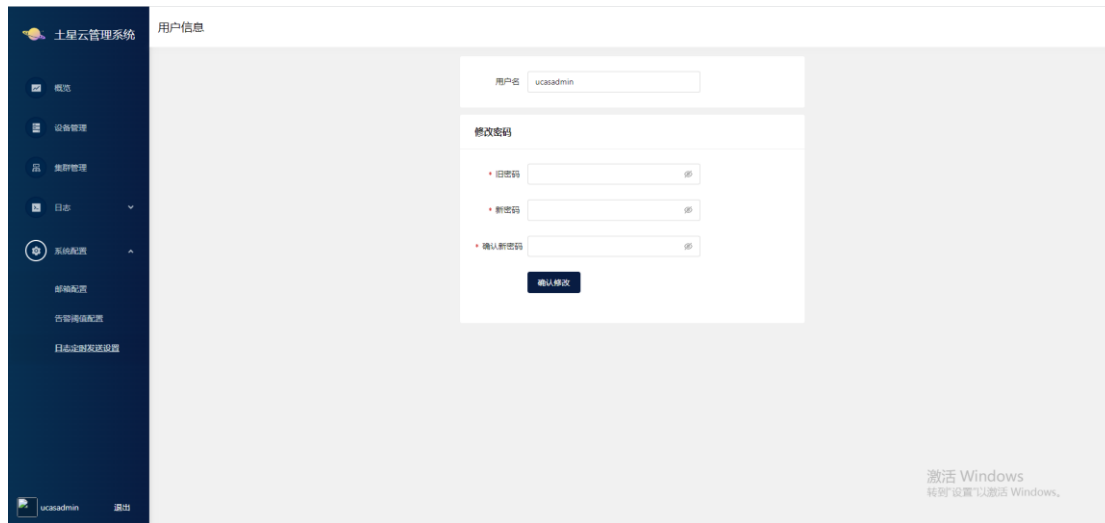 土星云管理系统
用户信息
概览
设备管理
集群管理
日志
系统配置
邮箱配置
告警阈值配置
日志定时发送设置
ucasadmin 退出
用户名 ucasadmin
修改密码
* 旧密码
* 新密码
* 确认新密码
确认修改
激活 Windows
转到"设置"以激活 Windows。